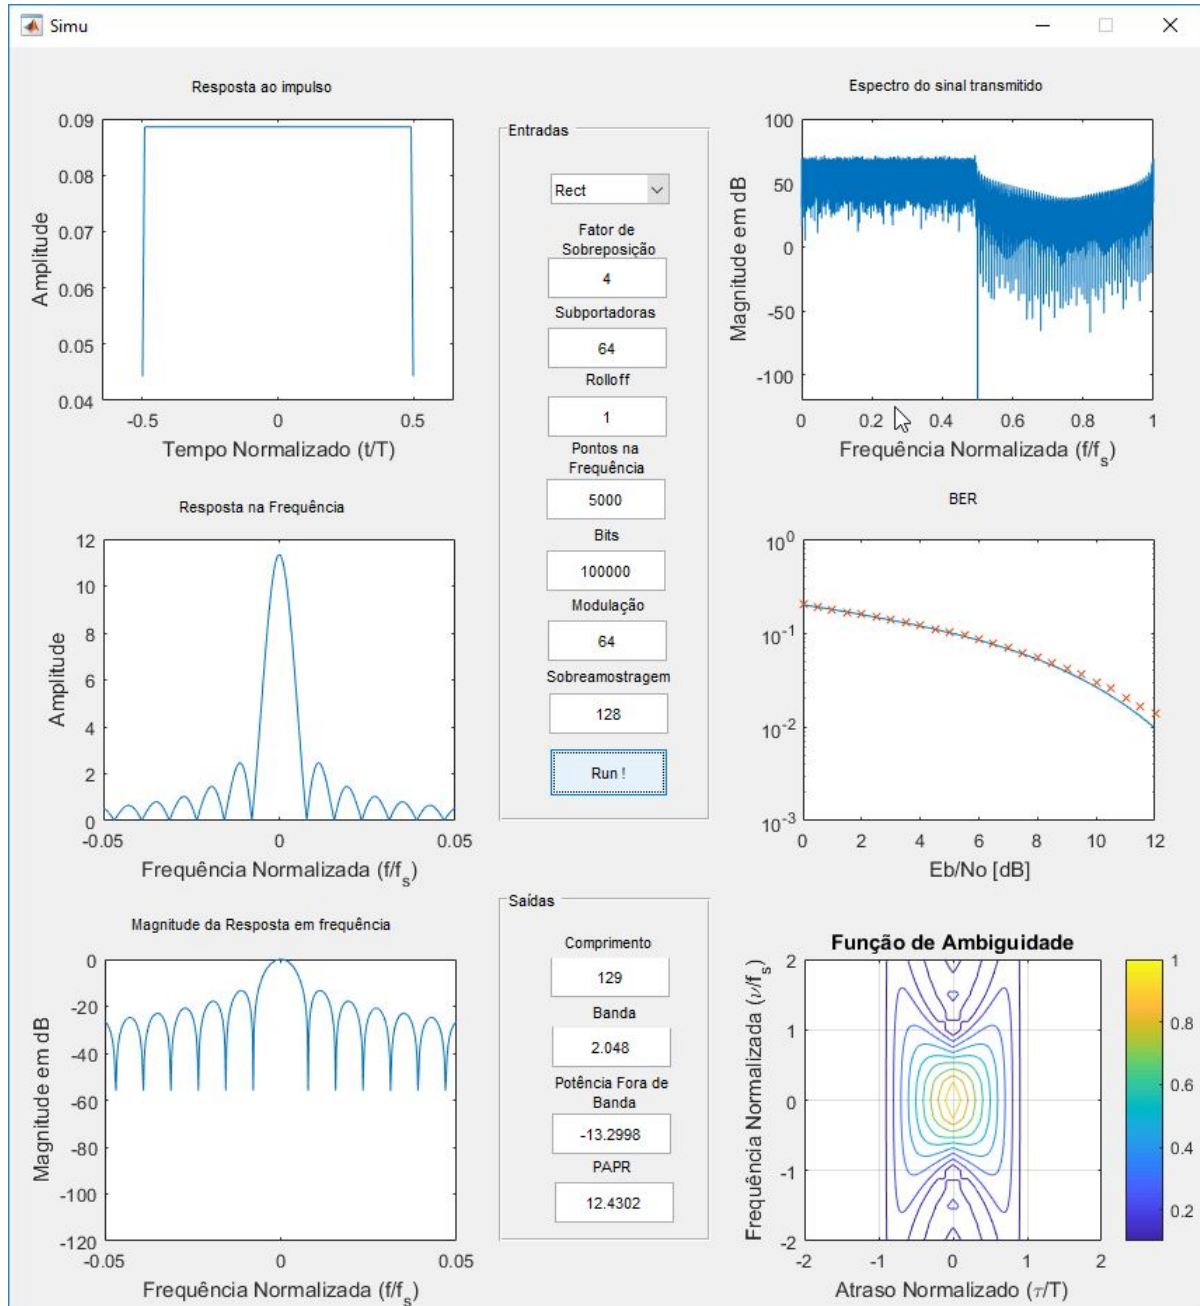 Simu
Resposta ao impulso
0.09
0.08
0.07
0.06
0.05
0.04
Amplitude
-0.5
0
0.5
Tempo Normalizado (t/T)
Resposta na Frequência
12
10
8
6
4
2
0
Amplitude
-0.05
0
0.05
Frequência Normalizada (f/fs)
Magnitude da Resposta em frequência
0
-20
-40
-60
-80
-100
-120
Magnitude em dB
-0.05
0
0.05
Frequência Normalizada (f/fs)
Entradas
Rect
Fator de
Sobreposição
4
Subportadoras
64
Rolloff
1
Pontos na
Frequência
5000
Bits
100000
Modulação
64
Sobreamostragem
128
Run !
Saídas
Comprimento
129
Banda
2.048
Potência Fora de
Banda
-13.2998
PAPR
12.4302
Espectro do sinal transmitido
100
50
0
-50
-100
Magnitude em dB
0
0.2
0.4
0.6
0.8
1
Frequência Normalizada (f/fs)
BER
10^0
10^-1
10^-2
10^-3
0
2
4
6
8
10
12
Eb/No [dB]
Função de Ambiguidade
2
1
0
-1
-2
Frequência Normalizada (ν/fs)
-2
-1
0
1
2
Atraso Normalizado (τ/T)
1
0.8
0.6
0.4
0.2